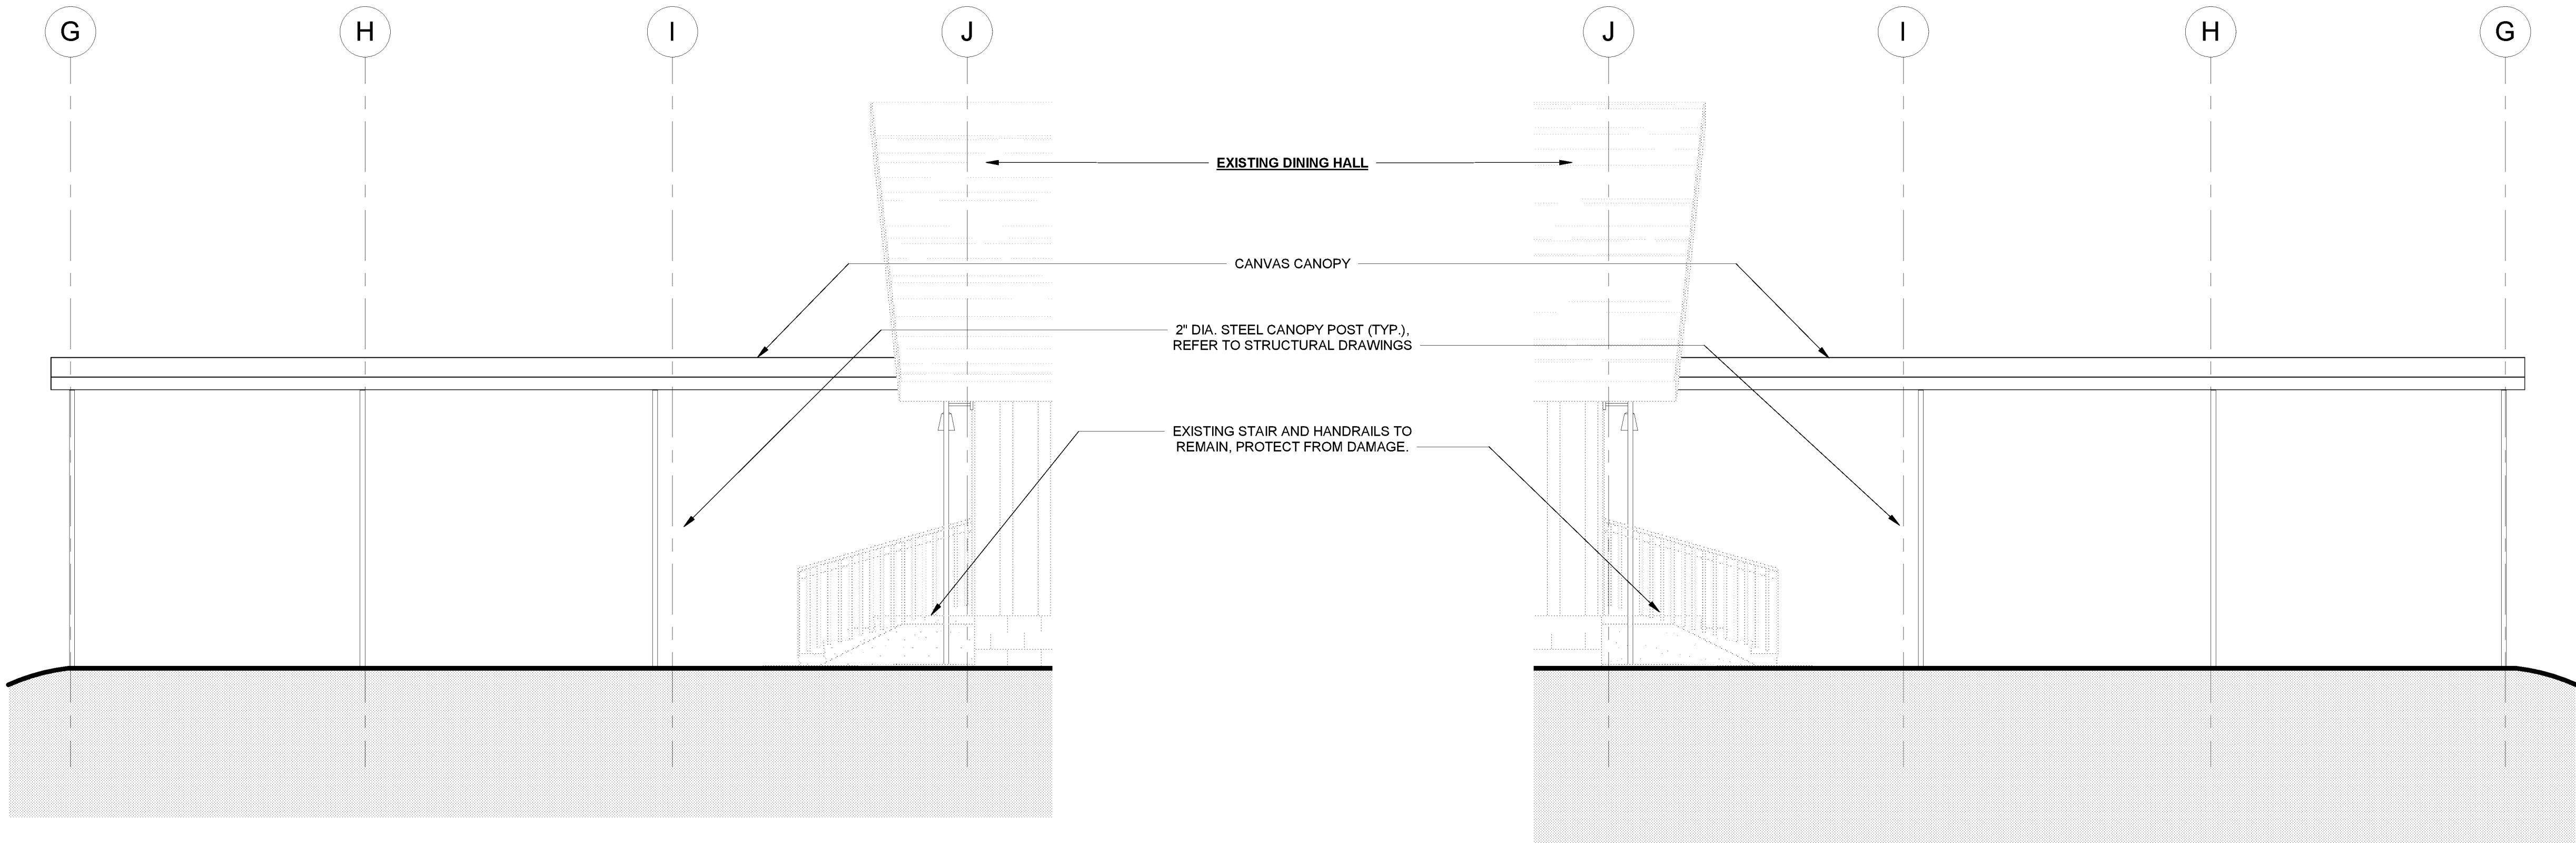 G H I J J I H G
EXISTING DINING HALL
CANVAS CANOPY
2" DIA. STEEL CANOPY POST (TYP.),
REFER TO STRUCTURAL DRAWINGS
EXISTING STAIR AND HANDRAILS TO
REMAIN, PROTECT FROM DAMAGE.